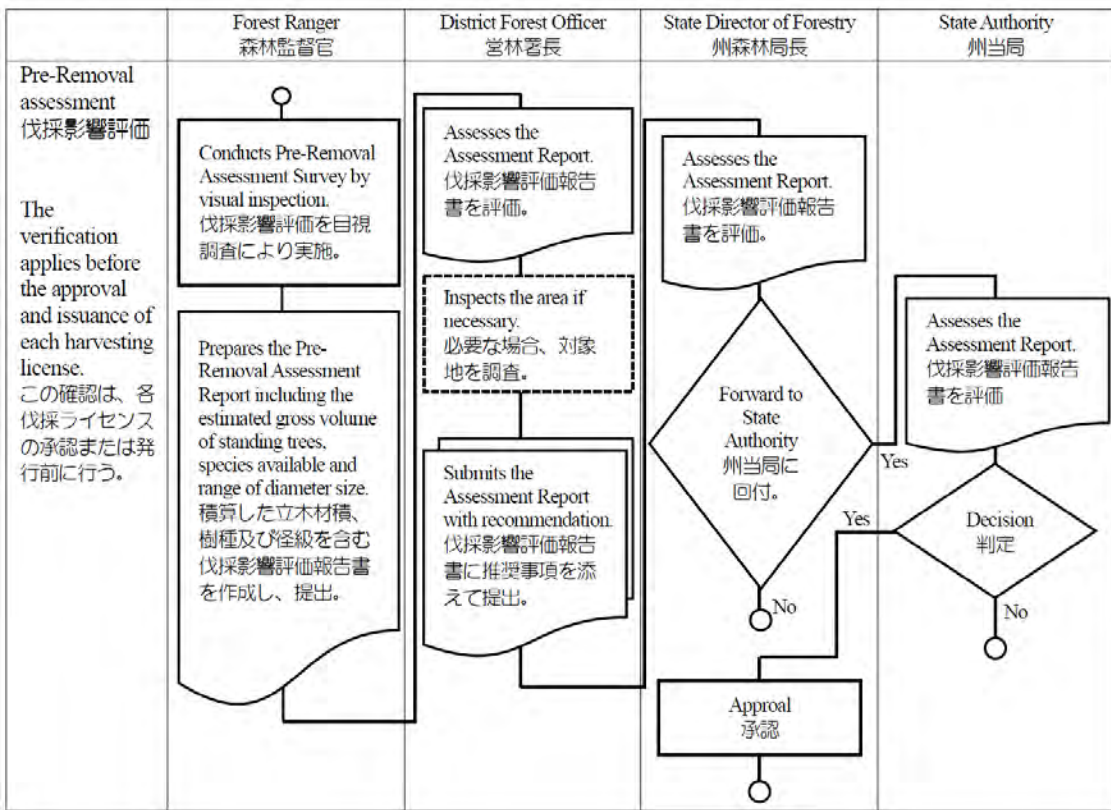 Forest Ranger
森林監督官
District Forest Officer
営林署長
State Director of Forestry
州森林局長
State Authority
州当局
Pre-Removal
assessment
伐採影響評価
The
verification
applies before
the approval
and issuance of
each harvesting
license.
この確認は、各
伐採ライセンス
の承認または発
行前に行う。
Conducts Pre-Removal
Assessment Survey by
visual inspection.
伐採影響評価を目視
調査により実施。
Prepares the Pre-
Removal Assessment
Report including the
estimated gross volume
of standing trees,
species available and
range of diameter size.
積算した立木材積、
樹種及び径級を含む
伐採影響評価報告書
を作成し、提出。
Assesses the
Assessment Report.
伐採影響評価報告
書を評価。
Inspects the area if
necessary.
必要な場合、対象
地を調査。
Submits the
Assessment Report
with recommendation.
伐採影響評価報告
書に推奨事項を添
えて提出。
Assesses the
Assessment Report.
伐採影響評価報告
書を評価。
Forward to
State
Authority
州当局に
回付。
Yes
No
Assesses the
Assessment Report.
伐採影響評価報告
書を評価
Decision
判定
Yes
No
Approal
承認